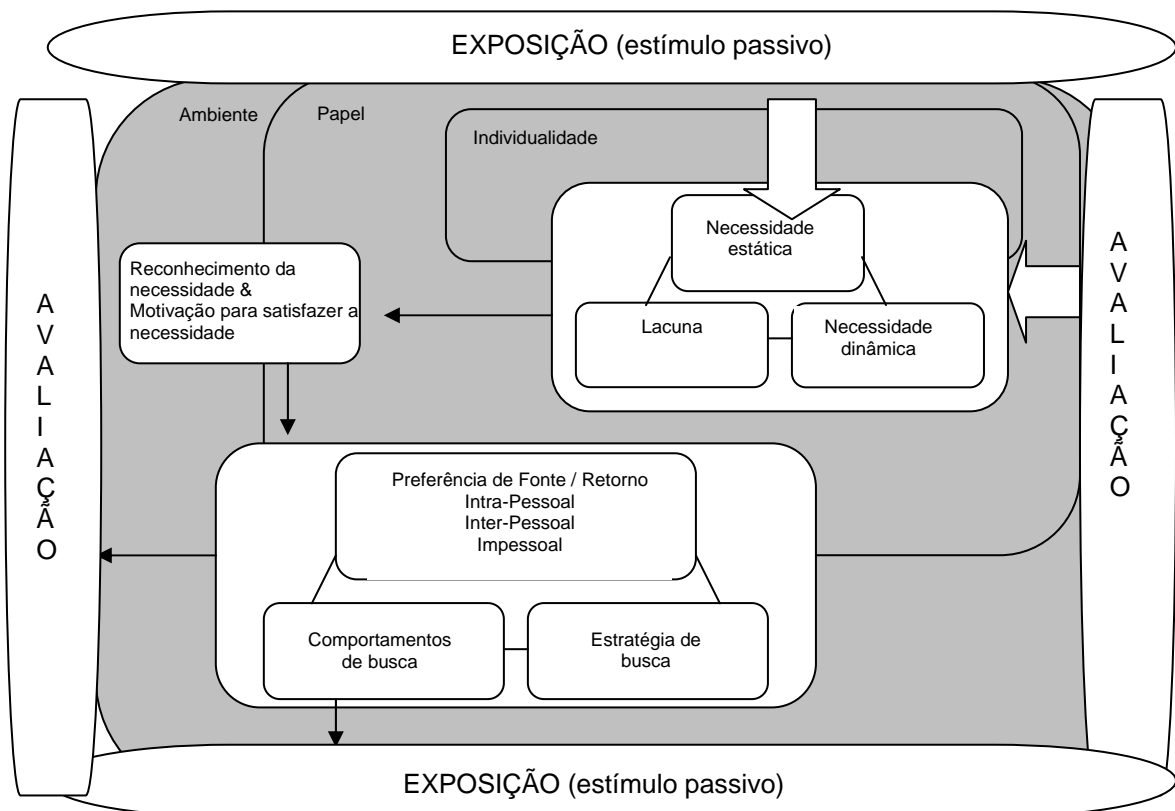 EXPOSIÇÃO (estímulo passivo)
Ambiente
Papel
Individualidade
Necessidade
estática
Lacuna
Necessidade
dinâmica
Reconhecimento da
necessidade &
Motivação para satisfazer a
necessidade
A
V
A
L
I
A
Ç
Ã
O
A
V
A
L
I
A
Ç
Ã
O
Preferência de Fonte / Retorno
Intra-Pessoal
Inter-Pessoal
Impessoal
Comportamentos
de busca
Estratégia de
busca
EXPOSIÇÃO (estímulo passivo)